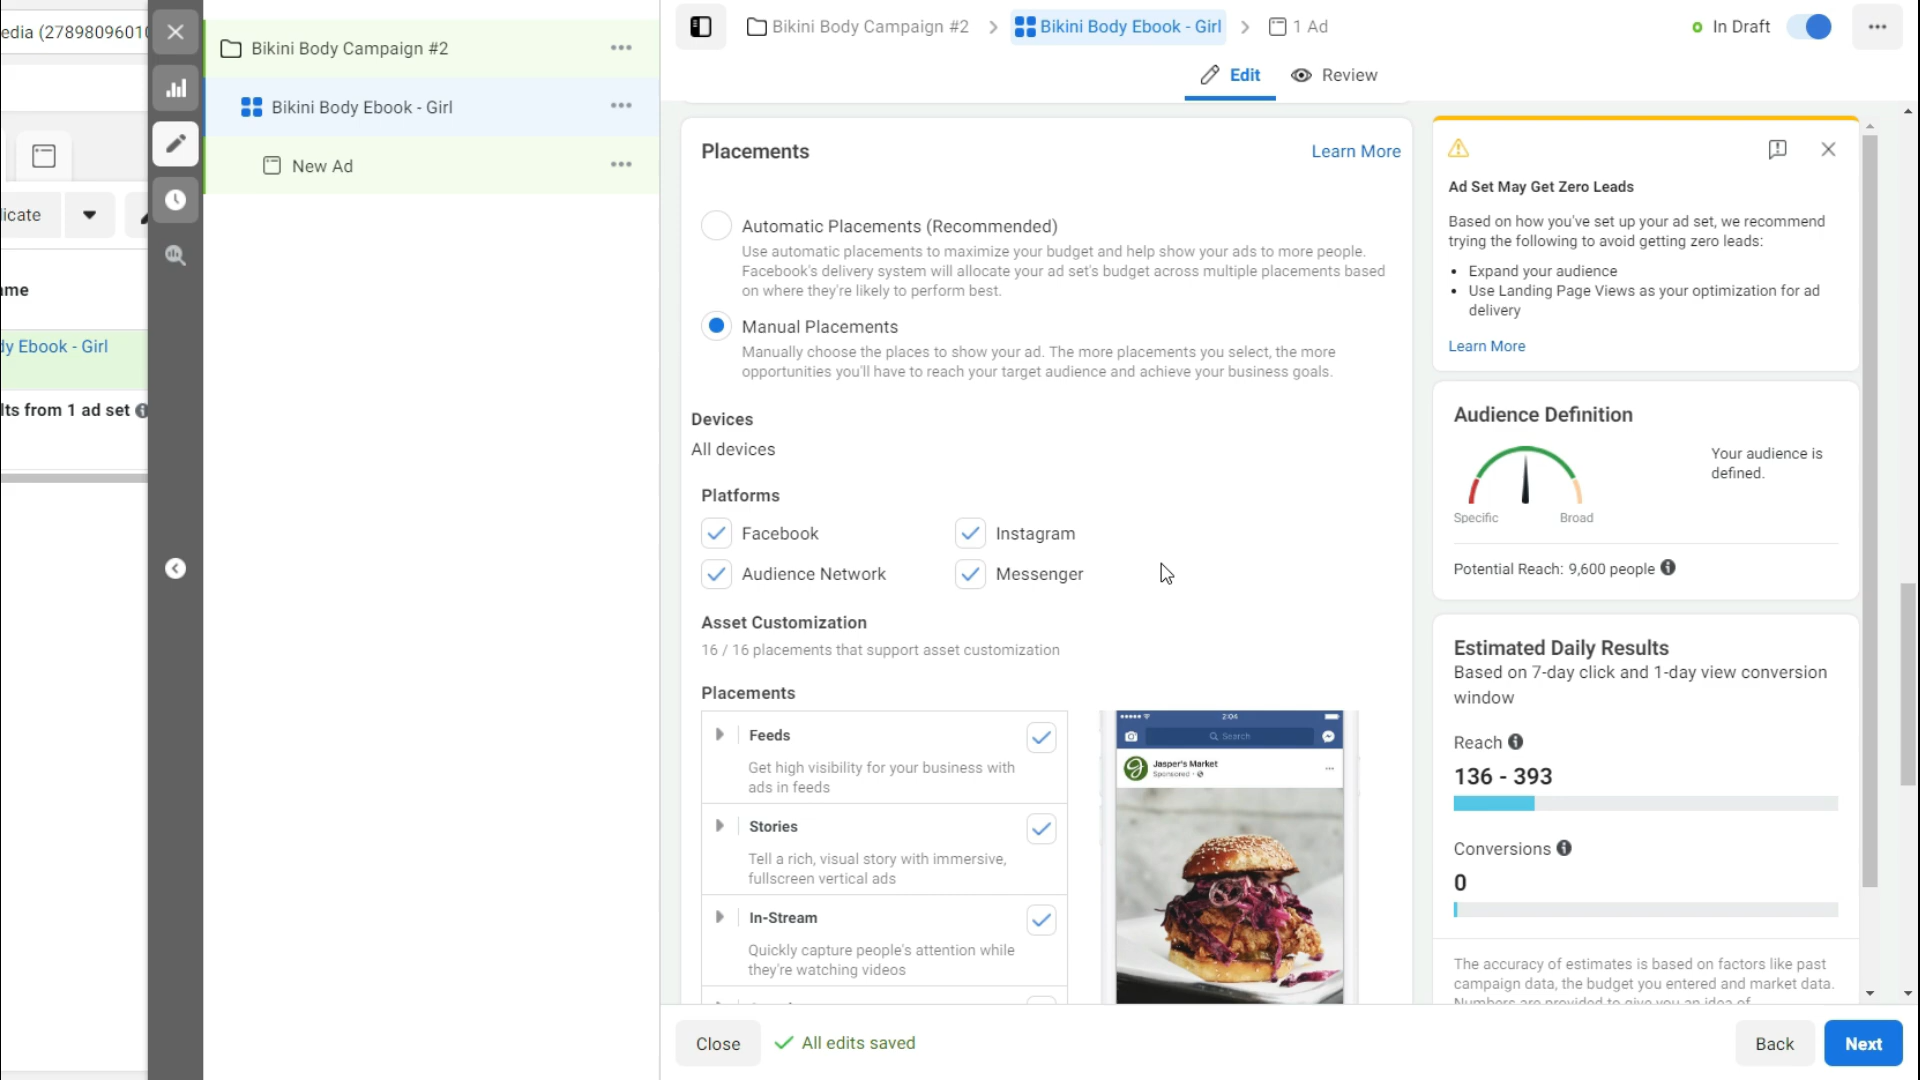 edia (2789809601
icate
me
dy Ebook - Girl
lts from 1 ad set
Bikini Body Campaign #2
Bikini Body Ebook - Girl
New Ad
Bikini Body Campaign #2
Bikini Body Ebook - Girl
1 Ad
In Draft
Edit
Review
Placements
Learn More
Automatic Placements (Recommended)
Use automatic placements to maximize your budget and help show your ads to more people.
Facebook's delivery system will allocate your ad set's budget across multiple placements based
on where they're likely to perform best.
Manual Placements
Manually choose the places to show your ad. The more placements you select, the more
opportunities you'll have to reach your target audience and achieve your business goals.
Devices
All devices
Platforms
Facebook
Instagram
Audience Network
Messenger
Asset Customization
16 / 16 placements that support asset customization
Placements
Feeds
Get high visibility for your business with
ads in feeds
Stories
Tell a rich, visual story with immersive,
fullscreen vertical ads
In-Stream
Quickly capture people's attention while
they're watching videos
2:04
Search
Jasper's Market
Sponsored
Ad Set May Get Zero Leads
Based on how you've set up your ad set, we recommend
trying the following to avoid getting zero leads:
• Expand your audience
• Use Landing Page Views as your optimization for ad
delivery
Learn More
Audience Definition
Your audience is
defined.
Specific
Broad
Potential Reach: 9,600 people
Estimated Daily Results
Based on 7-day click and 1-day view conversion
window
Reach
136 - 393
Conversions
0
The accuracy of estimates is based on factors like past
campaign data, the budget you entered and market data.
Numbers are provided to give you an idea of
Close
All edits saved
Back
Next